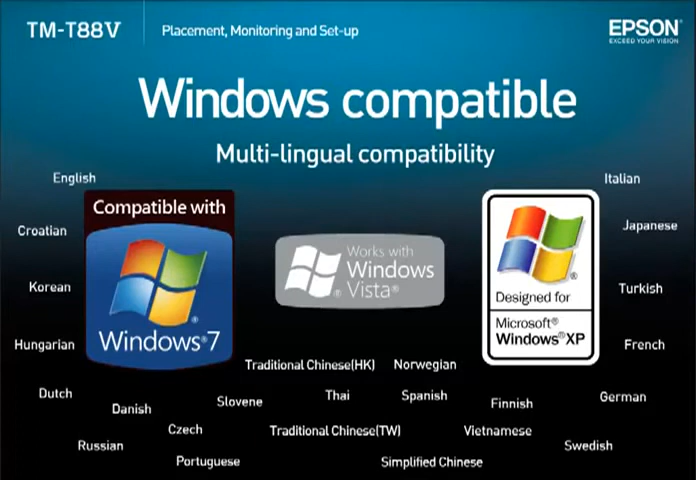 TM-T88V
Placement, Monitoring and Set-up
EPSON®
EXCEED YOUR VISION
Windows compatible
Multi-lingual compatibility
English
Italian
Compatible with
Windows®7
Works with
Windows
Vista®
Designed for
Microsoft®
Windows®XP
Croatian
Japanese
Korean
Turkish
Hungarian
French
Traditional Chinese(HK)
Norwegian
Dutch
Danish
Slovene
Thai
Spanish
Finnish
German
Russian
Czech
Traditional Chinese(TW)
Vietnamese
Swedish
Portuguese
Simplified Chinese